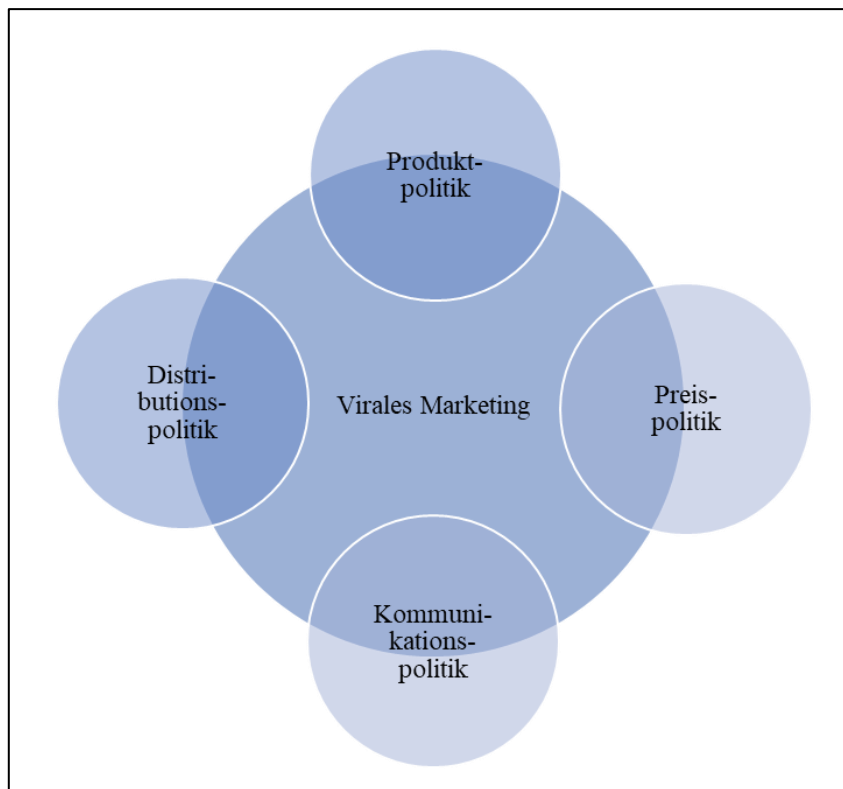 Produkt-
politik
Distri-
butions-
politik
Virales Marketing
Preis-
politik
Kommuni-
kations-
politik